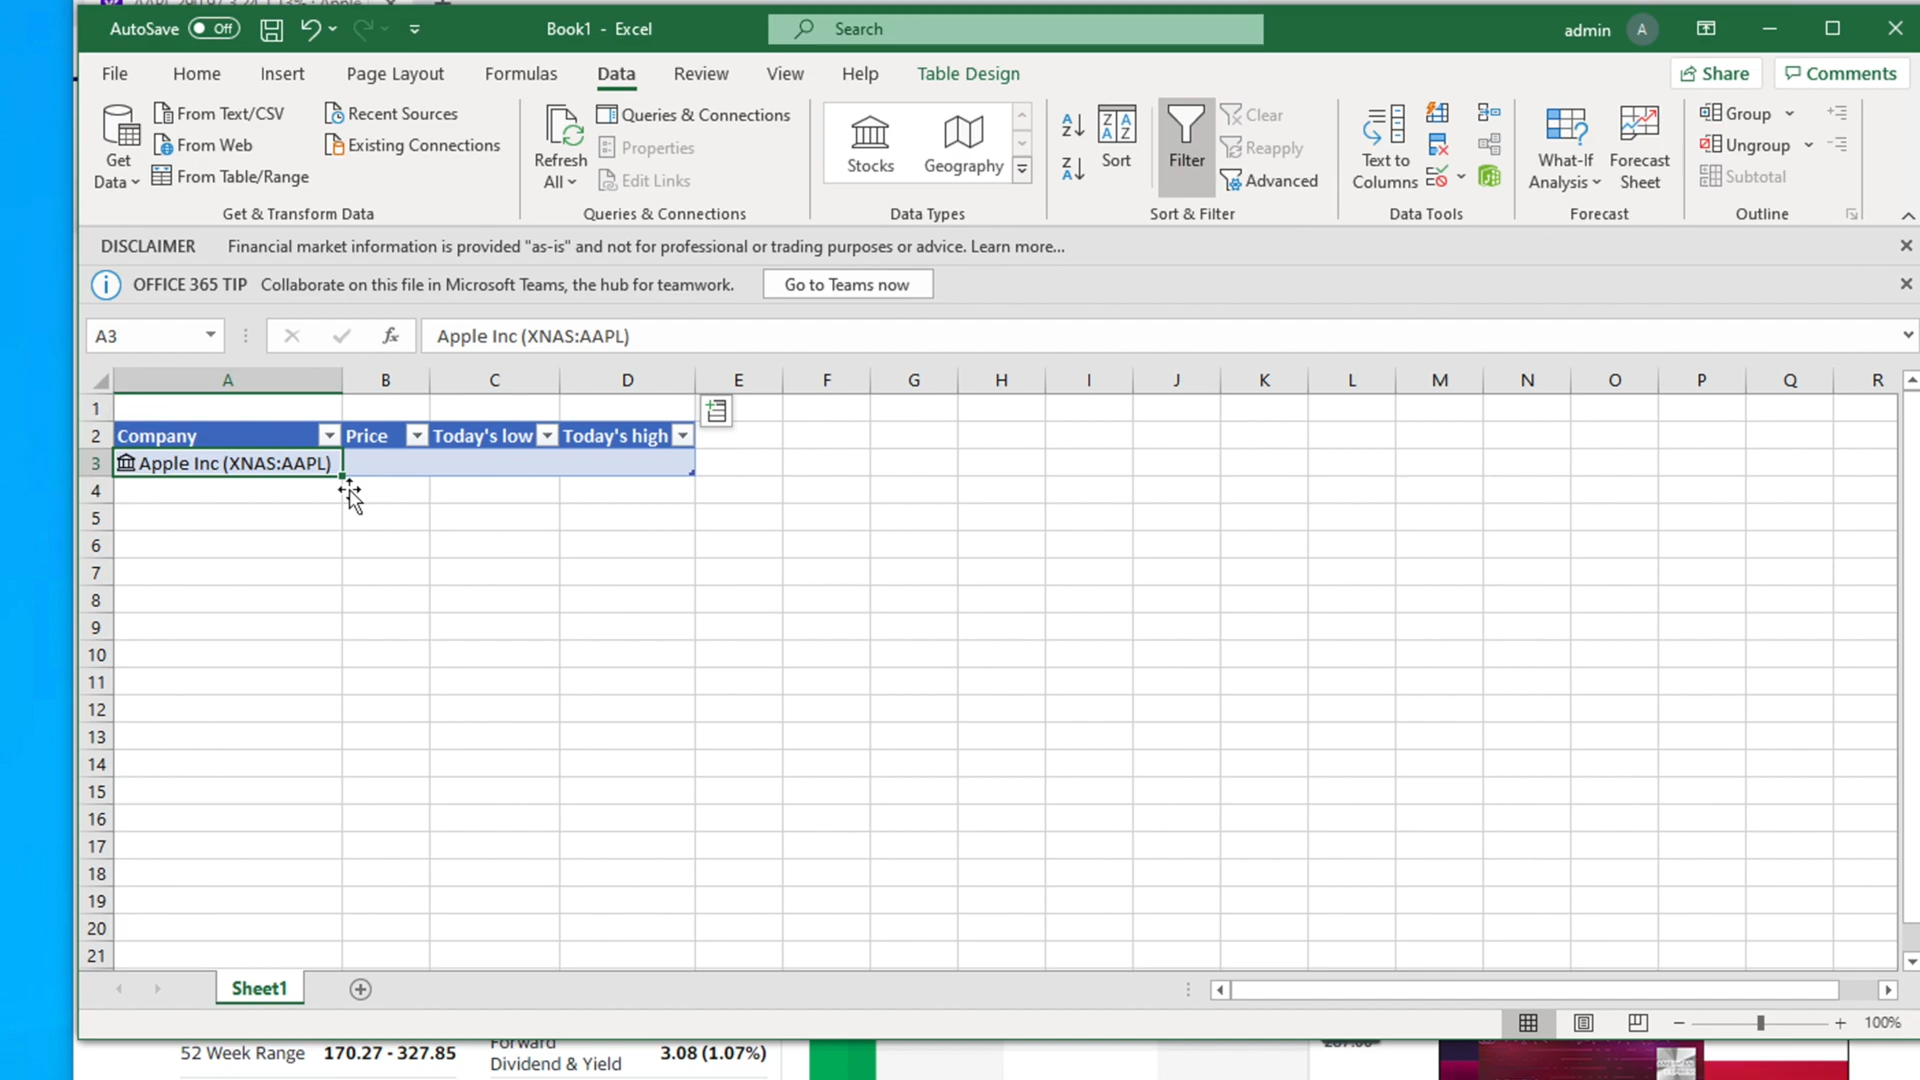 AutoSave Off Book1 - Excel Search admin A
File Home Insert Page Layout Formulas Data Review View Help Table Design Share Comments
Get Data
From Text/CSV
From Web
From Table/Range
Recent Sources
Existing Connections
Get & Transform Data
Refresh All
Queries & Connections
Properties
Edit Links
Queries & Connections
Stocks
Geography
Data Types
Sort
Filter
Clear
Reapply
Advanced
Sort & Filter
Text to Columns
Data Tools
What-If Analysis
Forecast Sheet
Forecast
Group
Ungroup
Subtotal
Outline
DISCLAIMER Financial market information is provided "as-is" and not for professional or trading purposes or advice. Learn more...
OFFICE 365 TIP Collaborate on this file in Microsoft Teams, the hub for teamwork. Go to Teams now
A3 fx Apple Inc (XNAS:AAPL)
A B C D E F G H I J K L M N O P Q R
1
2 Company Price Today's low Today's high
3 Apple Inc (XNAS:AAPL)
4
5
6
7
8
9
10
11
12
13
14
15
16
17
18
19
20
21
Sheet1
100%
52 Week Range 170.27 - 327.85 Forward Dividend & Yield 3.08 (1.07%)